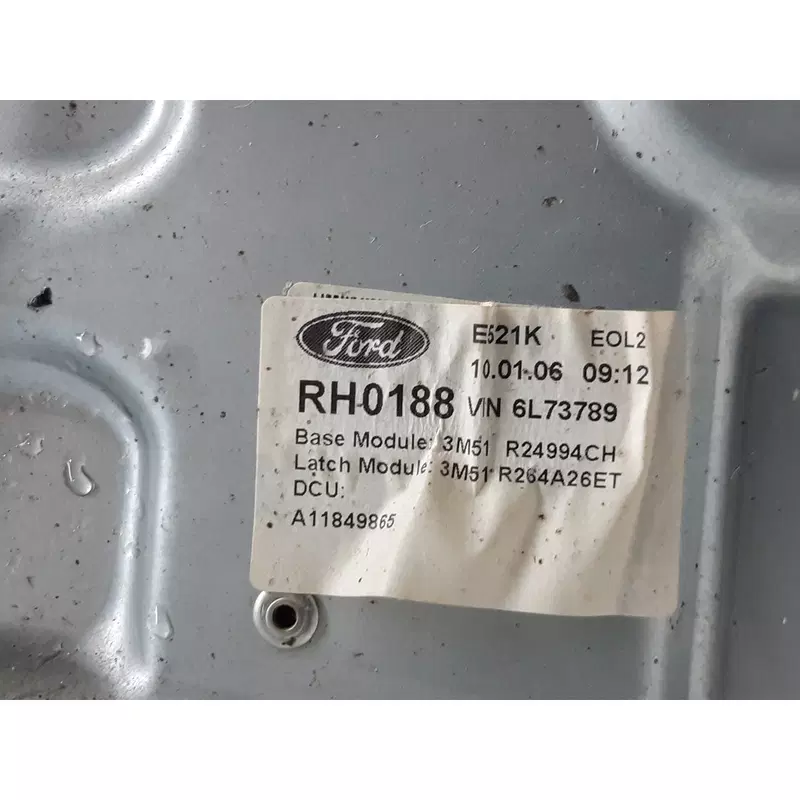 Ford
E521K EOL2
10.01.06 09:12
RH0188 VIN 6L73789
Base Module: 3M51 R24994CH
Latch Module: 3M51 R264A26ET
DCU:
A11849865